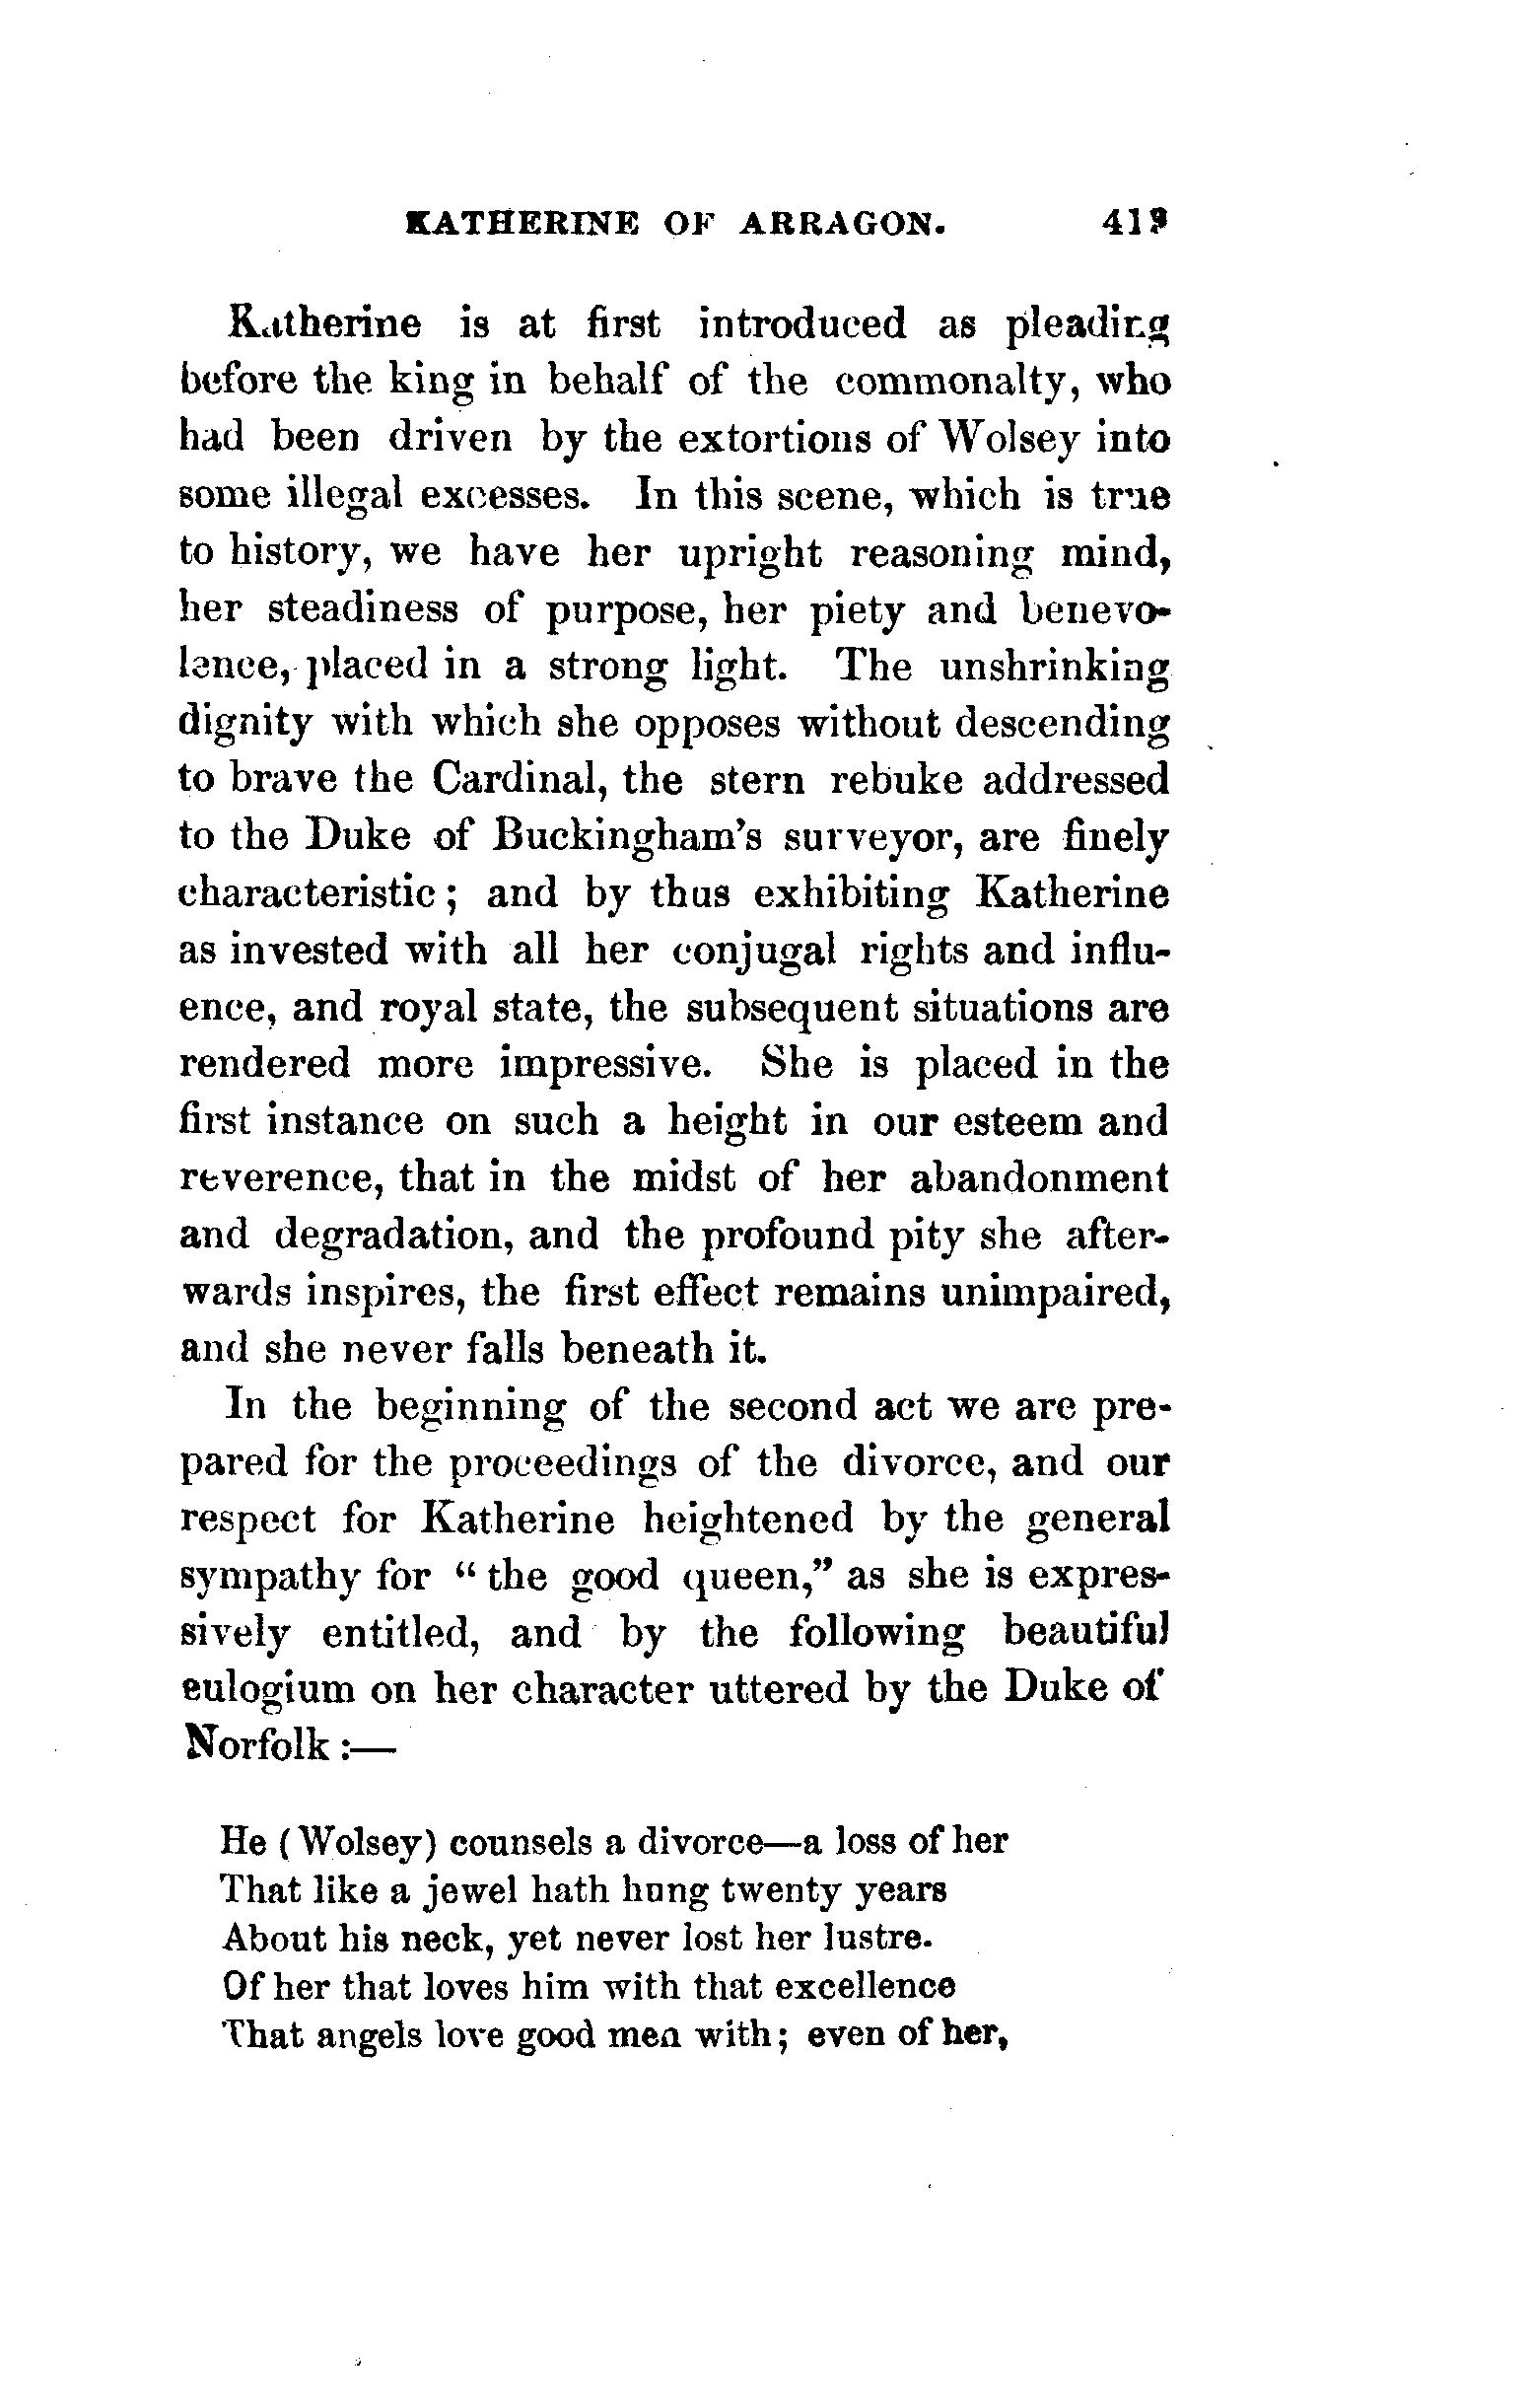 KATHERINE OF ARRAGON. 419
Katherine is at first introduced as pleading
before the king in behalf of the commonalty, who
had been driven by the extortions of Wolsey into
some illegal excesses. In this scene, which is true
to history, we have her upright reasoning mind,
her steadiness of purpose, her piety and benevo-
lence, placed in a strong light. The unshrinking
dignity with which she opposes without descending
to brave the Cardinal, the stern rebuke addressed
to the Duke of Buckingham's surveyor, are finely
characteristic; and by thus exhibiting Katherine
as invested with all her conjugal rights and influ-
ence, and royal state, the subsequent situations are
rendered more impressive. She is placed in the
first instance on such a height in our esteem and
reverence, that in the midst of her abandonment
and degradation, and the profound pity she after-
wards inspires, the first effect remains unimpaired,
and she never falls beneath it.
In the beginning of the second act we are pre-
pared for the proceedings of the divorce, and our
respect for Katherine heightened by the general
sympathy for "the good queen," as she is expres-
sively entitled, and by the following beautiful
eulogium on her character uttered by the Duke of
Norfolk:—
He (Wolsey) counsels a divorce—a loss of her
That like a jewel hath hung twenty years
About his neck, yet never lost her lustre.
Of her that loves him with that excellence
That angels love good men with; even of her,